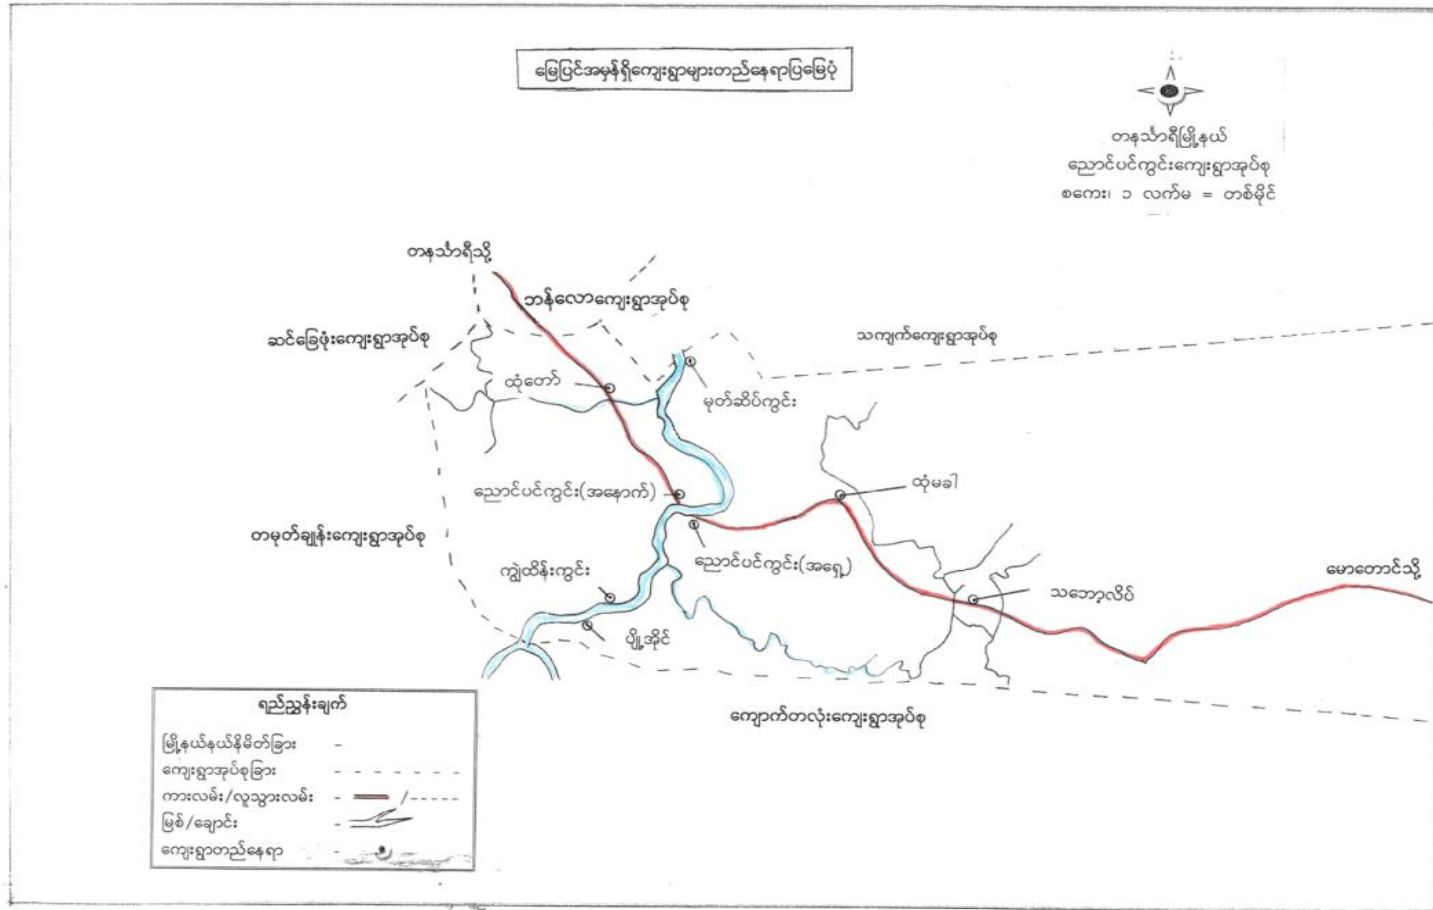 မြေပြင်အမှန်ရှိကျေးရွာများတည်နေရာပြမြေပုံ
တနင်္သာရီမြို့နယ်
ညောင်ပင်ကွင်းကျေးရွာအုပ်စု
စကေး၊ ၁ လက်မ = တစ်မိုင်
တနင်္သာရီသို့
ဘန်လောကျေးရွာအုပ်စု
ဆင်ခြေဖုံးကျေးရွာအုပ်စု
သကျက်ကျေးရွာအုပ်စု
ထုံတော်
မုတ်ဆိပ်ကွင်း
ညောင်ပင်ကွင်း(အနောက်)
ထုံမခါ
တမုတ်ချုန်းကျေးရွာအုပ်စု
ညောင်ပင်ကွင်း(အရှေ့)
ကျွဲထိန်းကွင်း
မောတောင်သို့
သဘော့လိပ်
ပျို့အိုင်
ကျောက်တလုံးကျေးရွာအုပ်စု
ရည်ညွှန်းချက်
မြို့နယ်နယ်နိမိတ်ခြား -
ကျေးရွာအုပ်စုခြား
ကားလမ်း/လူသွားလမ်း - /
မြစ်/ချောင်း -
ကျေးရွာတည်နေရာ -